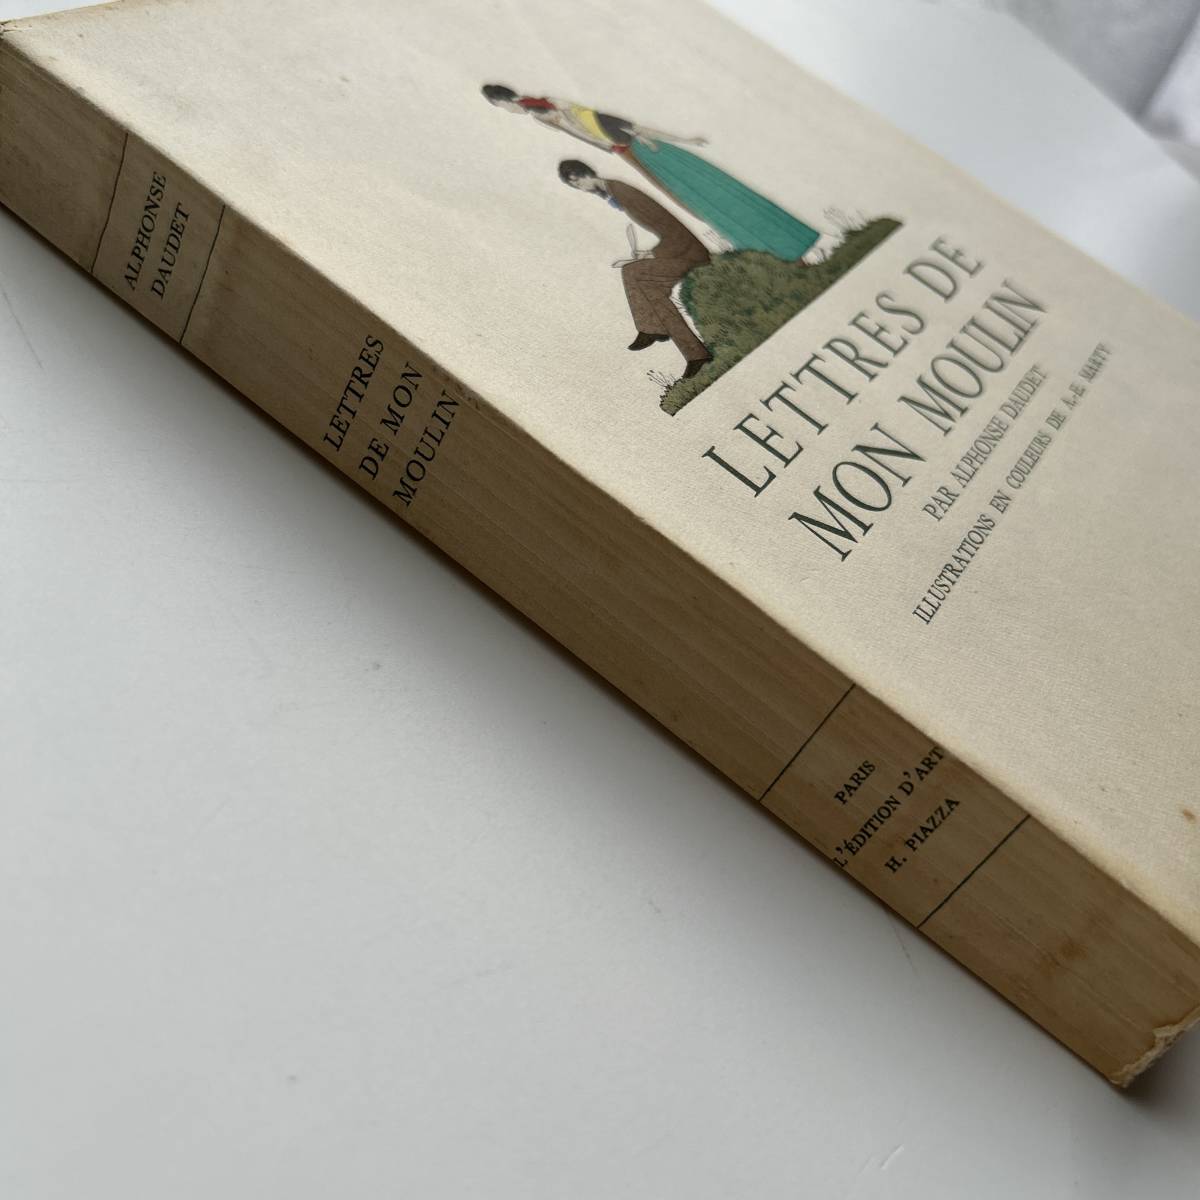 ALPHONSE
DAUDET
LETTRES
DE MON
MOULIN
PARIS
L'ÉDITION D'ART
H. PIAZZA
LETTRES DE
MON MOULIN
PAR ALPHONSE DAUDET
ILLUSTRATIONS EN COULEURS DE A.-E. MARTY